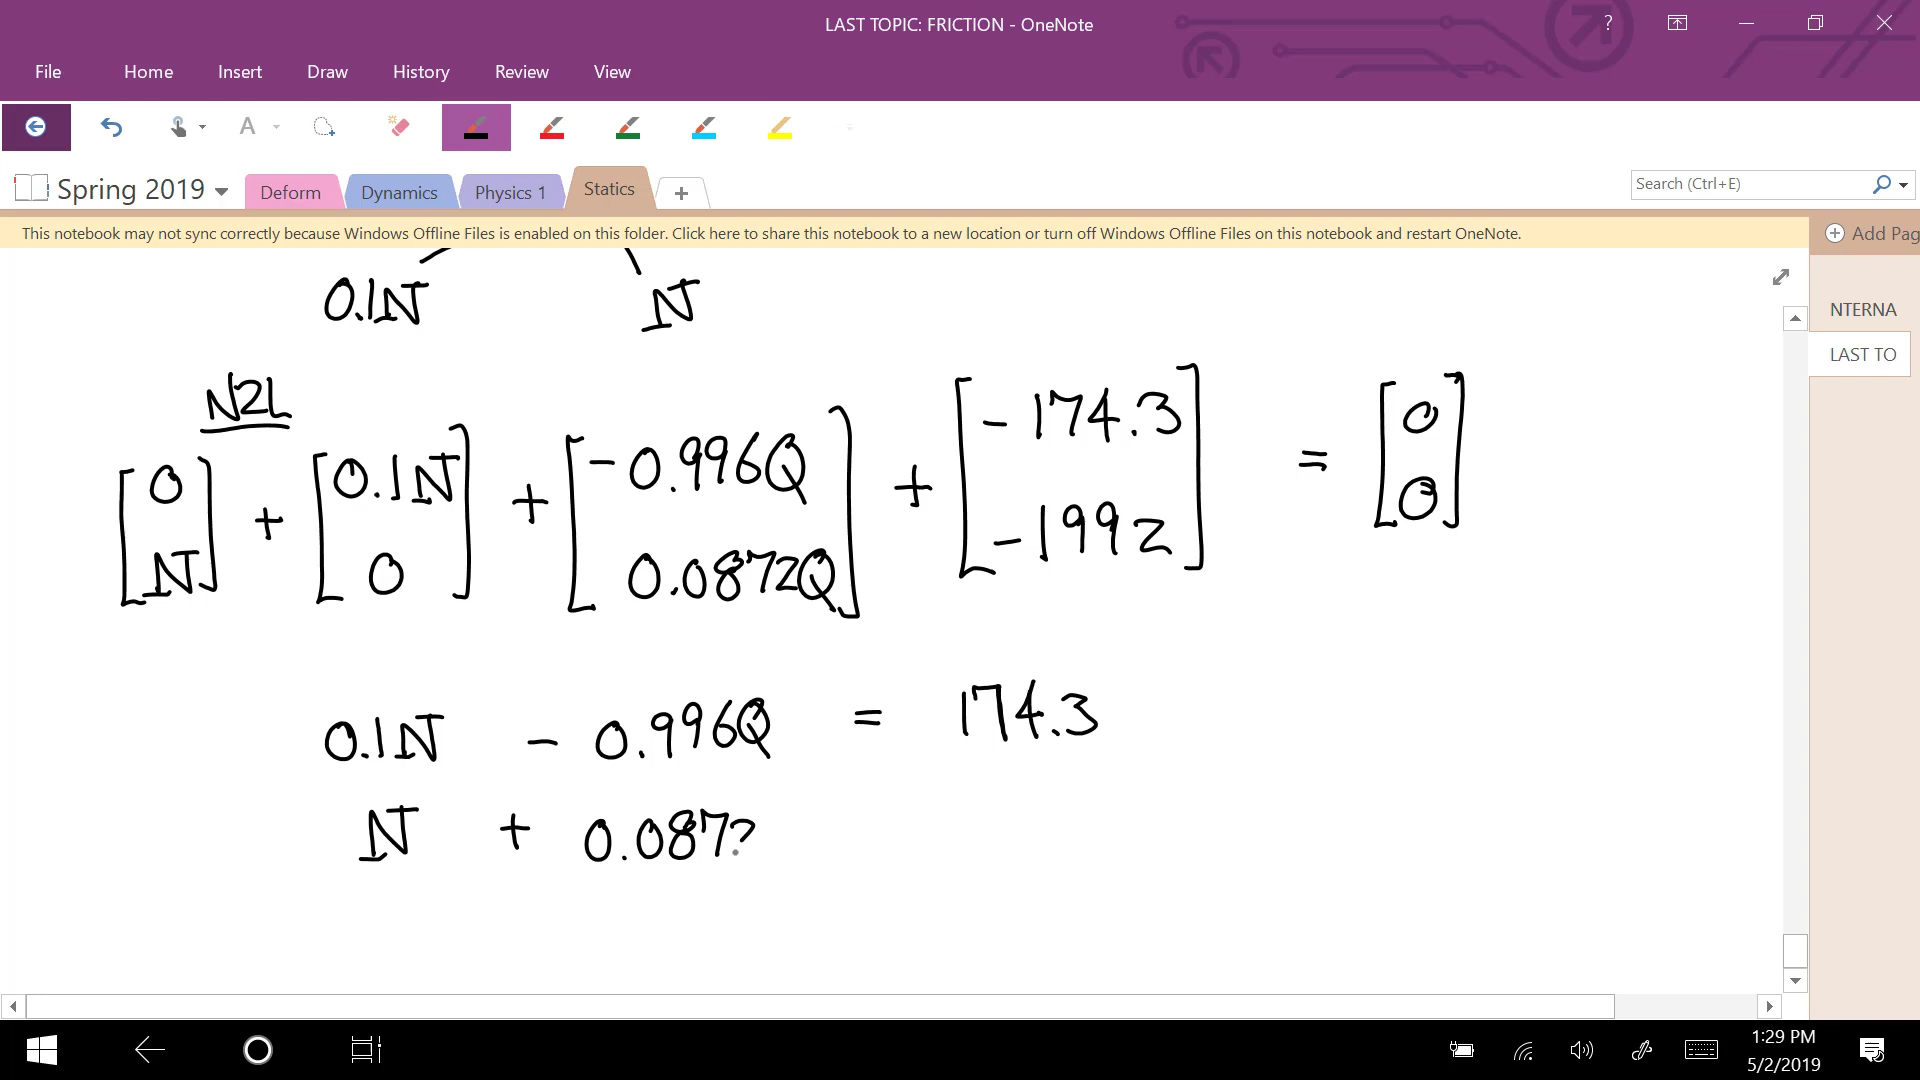 LAST TOPIC: FRICTION - OneNote
?
File Home Insert Draw History Review View
A
Spring 2019 Deform Dynamics Physics 1 Statics +
Search (Ctrl+E)
This notebook may not sync correctly because Windows Offline Files is enabled on this folder. Click here to share this notebook to a new location or turn off Windows Offline Files on this notebook and restart OneNote.
Add Pag
NTERNA
LAST TO
0.1N N
N2L
[0 N] + [0.1N 0] + [-0.996Q 0.0872Q] + [-174.3 -1992] = [0 0]
0.1N - 0.996Q = 174.3
N + 0.087
1:29 PM
5/2/2019